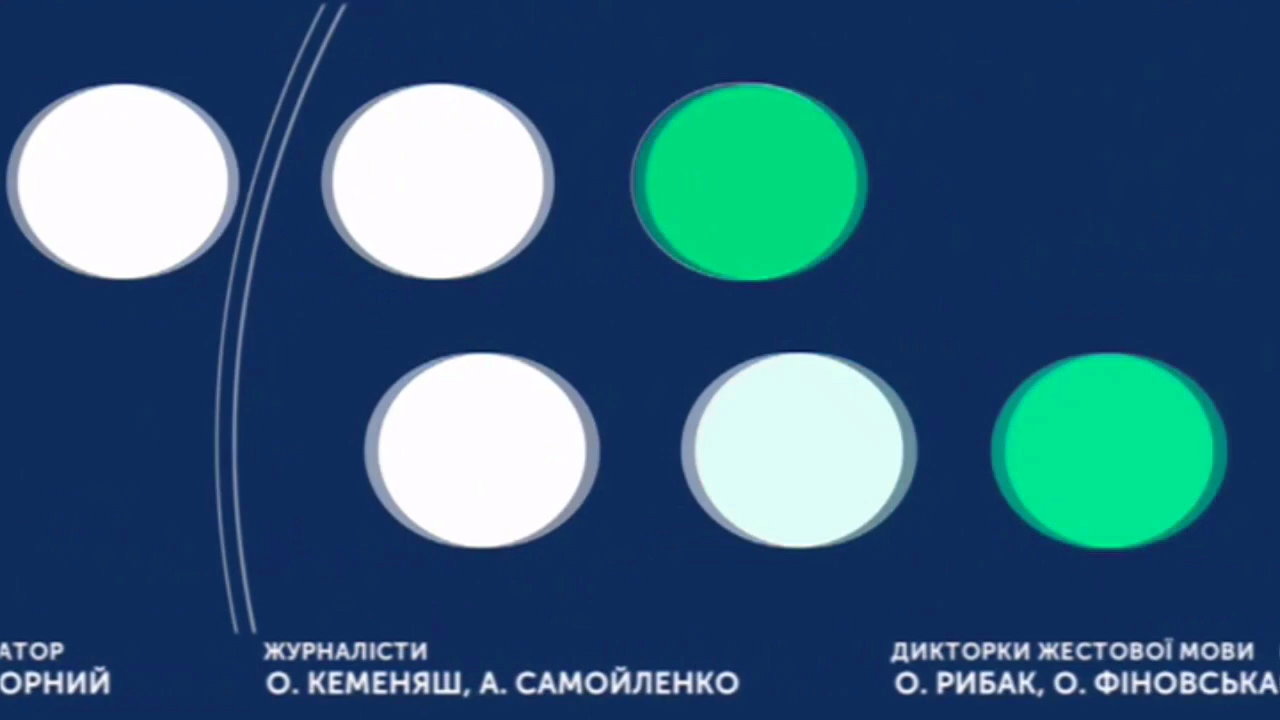 АТОР
ОРНИЙ
ЖУРНАЛІСТИ
О. КЕМЕНЯШ, А. САМОЙЛЕНКО
ДИКТОРКИ ЖЕСТОВОЇ МОВИ
О. РИБАК, О. ФІНОВСЬКА